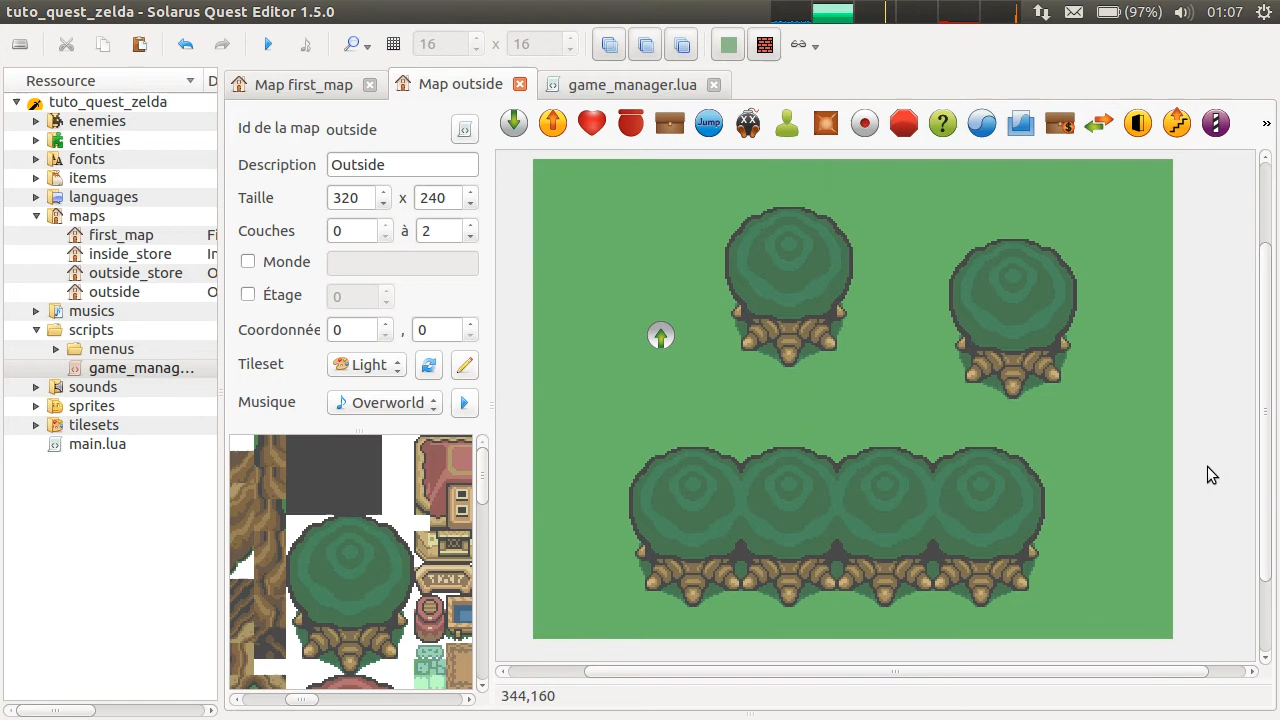 tuto_quest_zelda - Solarus Quest Editor 1.5.0
(97%) 01:07
16 x 16
Ressource D
Map first_map Map outside game_manager.lua
tuto_quest_zelda
enemies
entities
fonts
items
languages
maps
first_map Fi
inside_store In
outside_store O
outside O
musics
scripts
menus
game_manag...
sounds
sprites
tilesets
main.lua
Id de la map outside
Description Outside
Taille 320 x 240
Couches 0 à 2
Monde
Étage 0
Coordonnée 0 , 0
Tileset Light
Musique Overworld
Jump
?
»
344,160